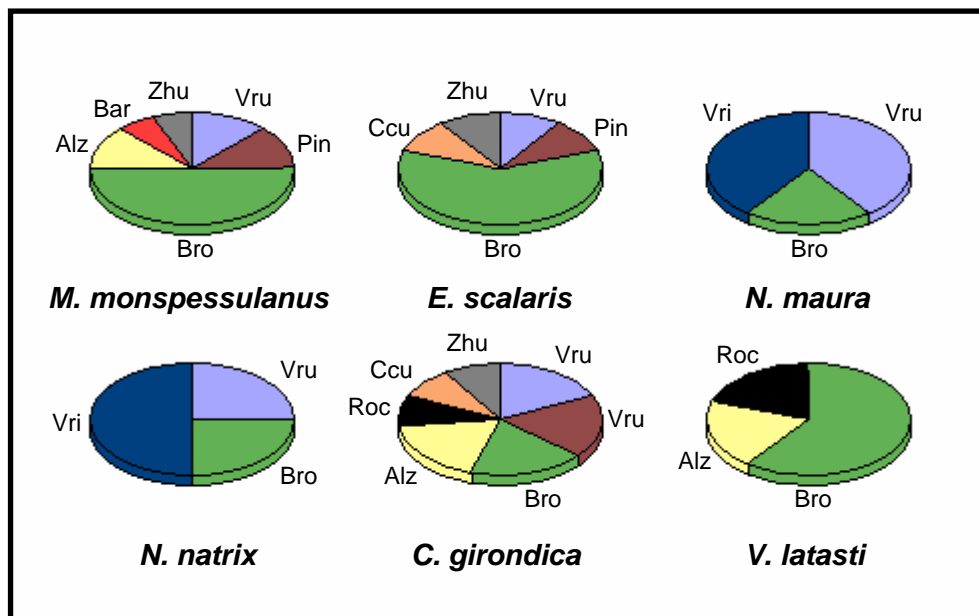 Zhu
Vru
Bar
Alz
Pin
Bro
M. monspessulanus
Zhu
Vru
Ccu
Pin
Bro
E. scalaris
Vri
Vru
Bro
N. maura
Vru
Vri
Bro
N. natrix
Zhu
Vru
Ccu
Roc
Vru
Alz
Bro
C. girondica
Roc
Alz
Bro
V. latasti